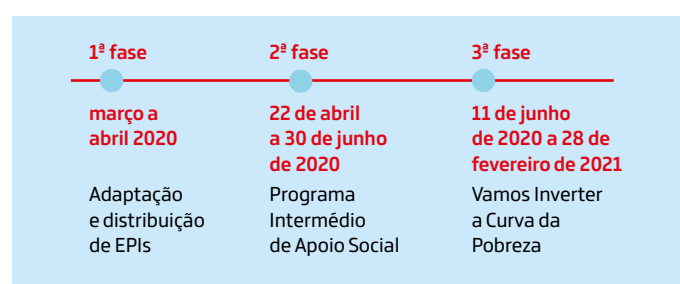 1ª fase
março a
abril 2020
Adaptação
e distribuição
de EPIs
2ª fase
22 de abril
a 30 de junho
de 2020
Programa
Intermédio
de Apoio Social
3ª fase
11 de junho
de 2020 a 28 de
fevereiro de 2021
Vamos Inverter
a Curva da
Pobreza